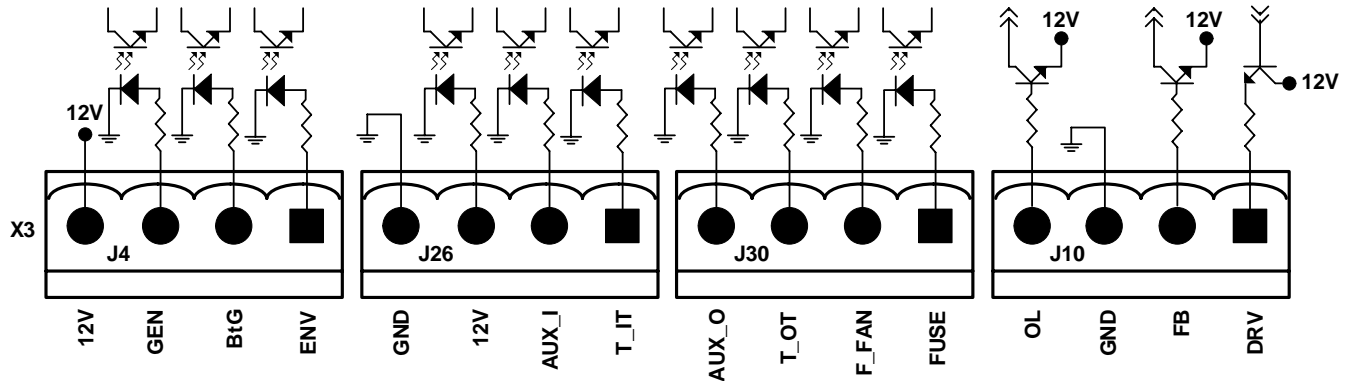 12V 12V
12V 12V
X3 J4 J26 J30 J10
12V GEN BtG ENV GND 12V AUX_I T_IT AUX_O T_OT F_FAN FUSE OL GND FB DRV